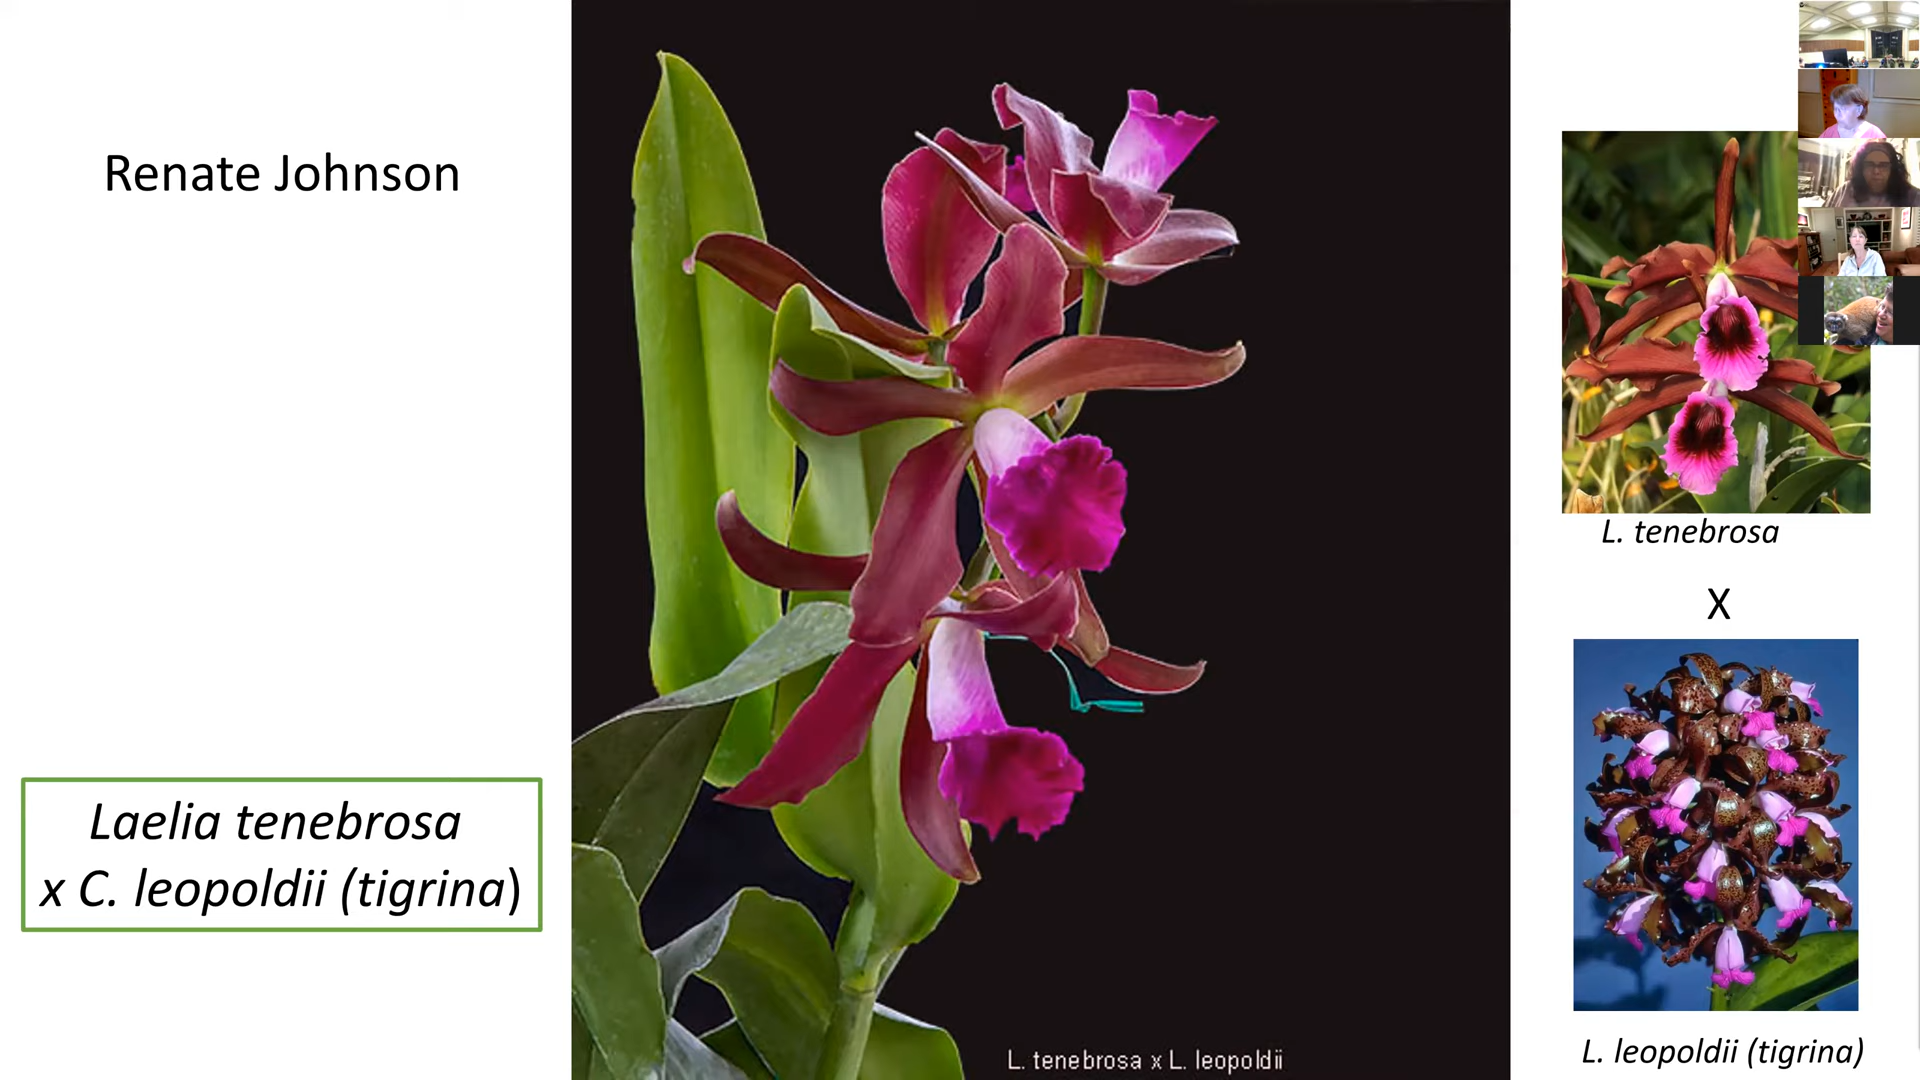 Renate Johnson
Laelia tenebrosa
x C. leopoldii (tigrina)
L. tenebrosa x L. leopoldii
L. tenebrosa
X
L. leopoldii (tigrina)